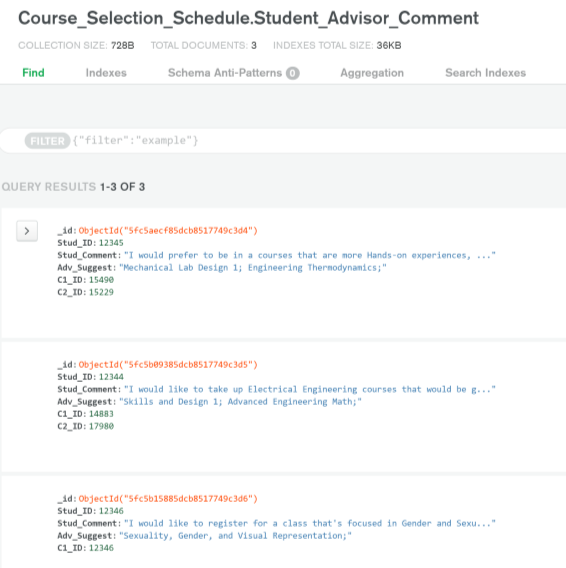 Course_Selection_Schedule.Student_Advisor_Comment
COLLECTION SIZE: 728B TOTAL DOCUMENTS: 3 INDEXES TOTAL SIZE: 36KB
Find Indexes Schema Anti-Patterns 0 Aggregation Search Indexes
FILTER {"filter":"example"}
QUERY RESULTS 1-3 OF 3
_id: ObjectId("5fc5aecf85dcb8517749c3d4")
Stud_ID: 12345
Stud_Comment: "I would prefer to be in a courses that are more Hands-on experiences, ..."
Adv_Suggest: "Mechanical Lab Design 1; Engineering Thermodynamics;"
C1_ID: 15490
C2_ID: 15229
_id: ObjectId("5fc5b09385dcb8517749c3d5")
Stud_ID: 12344
Stud_Comment: "I would like to take up Electrical Engineering courses that would be g..."
Adv_Suggest: "Skills and Design 1; Advanced Engineering Math;"
C1_ID: 14883
C2_ID: 17980
_id: ObjectId("5fc5b15885dcb8517749c3d6")
Stud_ID: 12346
Stud_Comment: "I would like to register for a class that's focused in Gender and Sexu..."
Adv_Suggest: "Sexuality, Gender, and Visual Representation;"
C1_ID: 12346